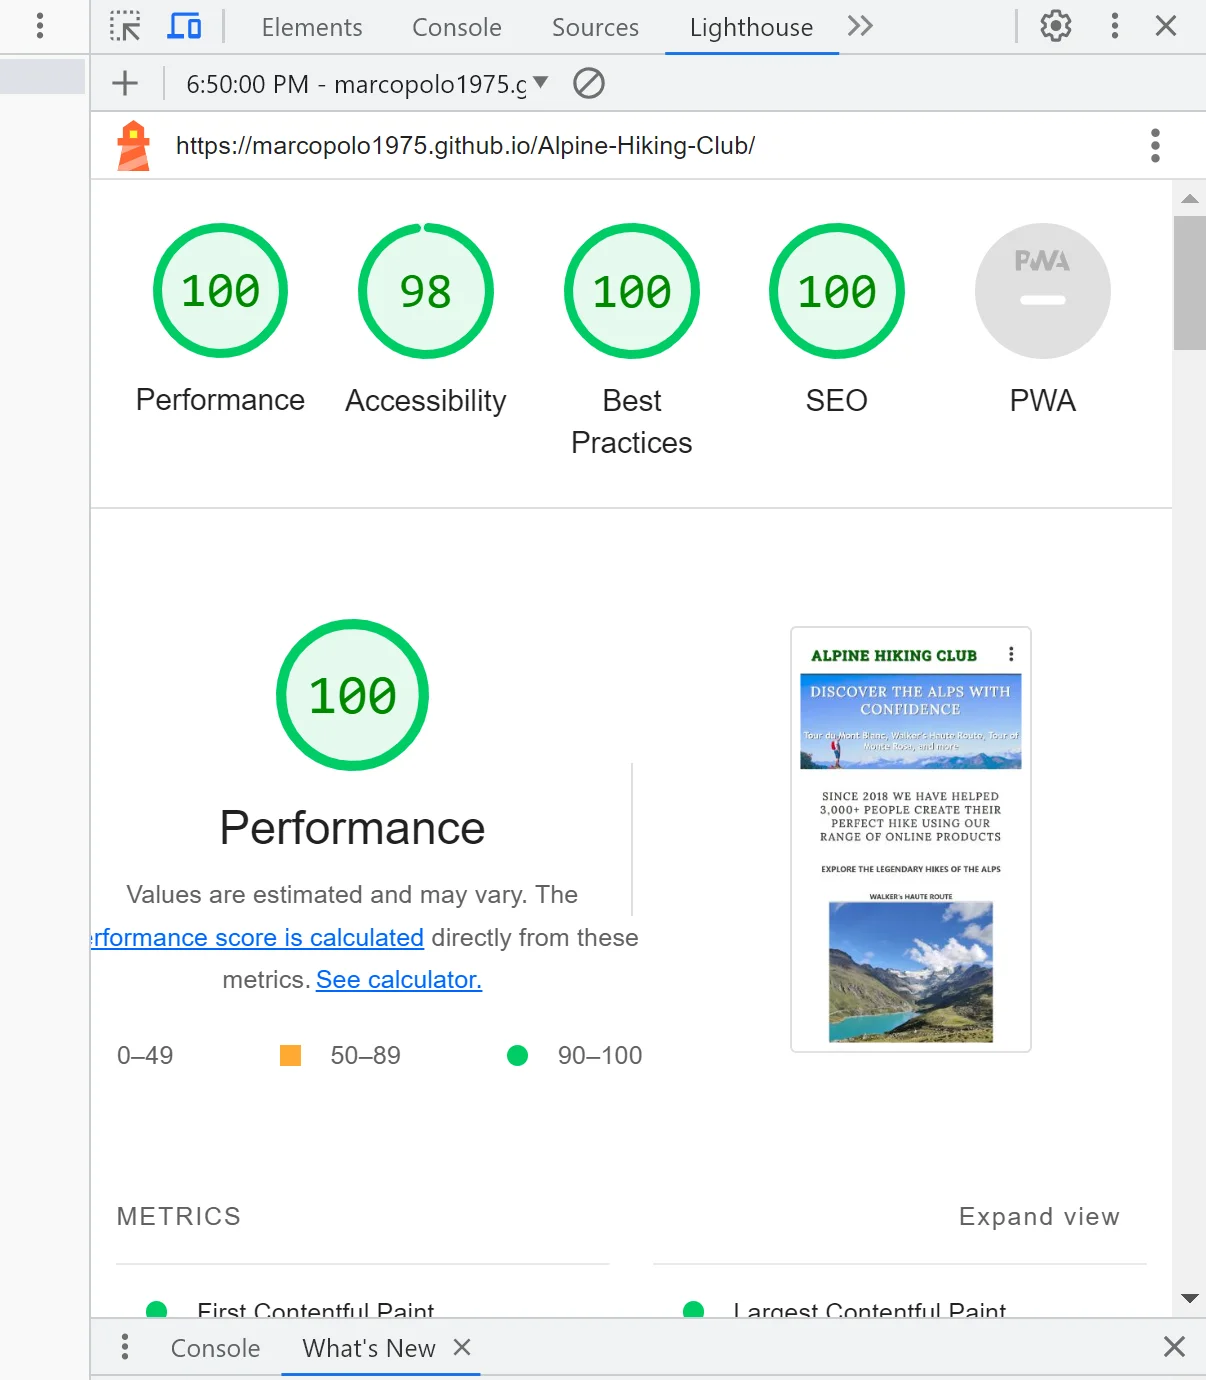 Elements Console Sources Lighthouse
6:50:00 PM - marcopolo1975.g
https://marcopolo1975.github.io/Alpine-Hiking-Club/
100 98 100 100 PWA
Performance Accessibility Best Practices SEO PWA
100
Performance
Values are estimated and may vary. The
erformance score is calculated directly from these
metrics. See calculator.
0–49 50–89 90–100
ALPINE HIKING CLUB
DISCOVER THE ALPS WITH
CONFIDENCE
Tour du Mont Blanc, Walker's Haute Route, Tour of
Monte Rosa, and more
SINCE 2018 WE HAVE HELPED
3,000+ PEOPLE CREATE THEIR
PERFECT HIKE USING OUR
RANGE OF ONLINE PRODUCTS
EXPLORE THE LEGENDARY HIKES OF THE ALPS
WALKER's HAUTE ROUTE
METRICS Expand view
First Contentful Paint Largest Contentful Paint
Console What's New